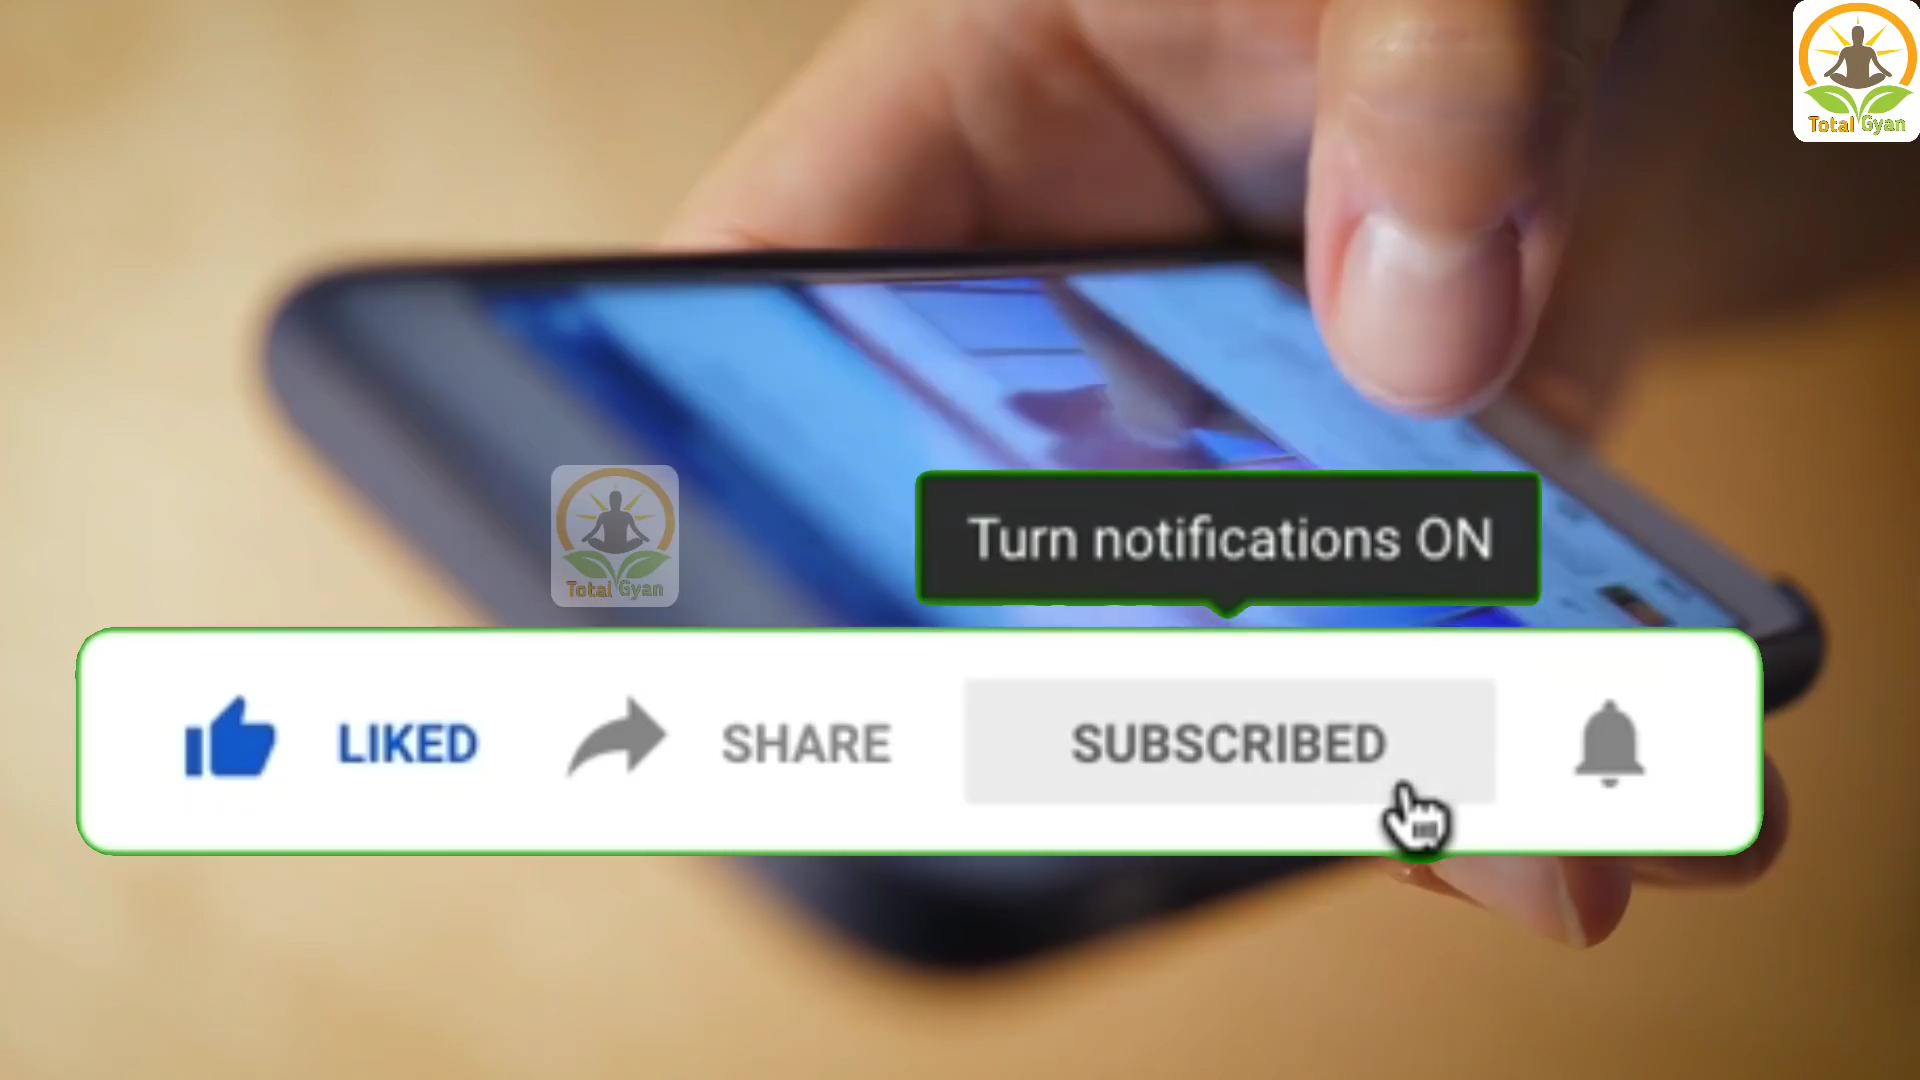 Total Gyan
Total Gyan
Turn notifications ON
LIKED
SHARE
SUBSCRIBED